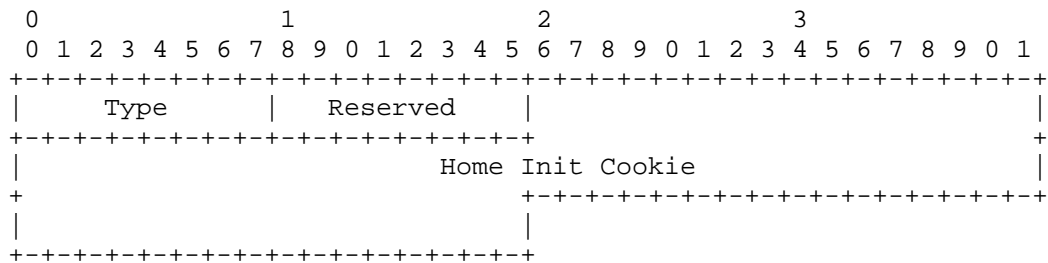 0               1               2               3
 0 1 2 3 4 5 6 7 8 9 0 1 2 3 4 5 6 7 8 9 0 1 2 3 4 5 6 7 8 9 0 1
+-+-+-+-+-+-+-+-+-+-+-+-+-+-+-+-+-+-+-+-+-+-+-+-+-+-+-+-+-+-+-+-+
|     Type      |   Reserved    |                               |
+-+-+-+-+-+-+-+-+-+-+-+-+-+-+-+-+                               +
|                          Home Init Cookie                     |
+                               +-+-+-+-+-+-+-+-+-+-+-+-+-+-+-+-+
|                               |
+-+-+-+-+-+-+-+-+-+-+-+-+-+-+-+-+